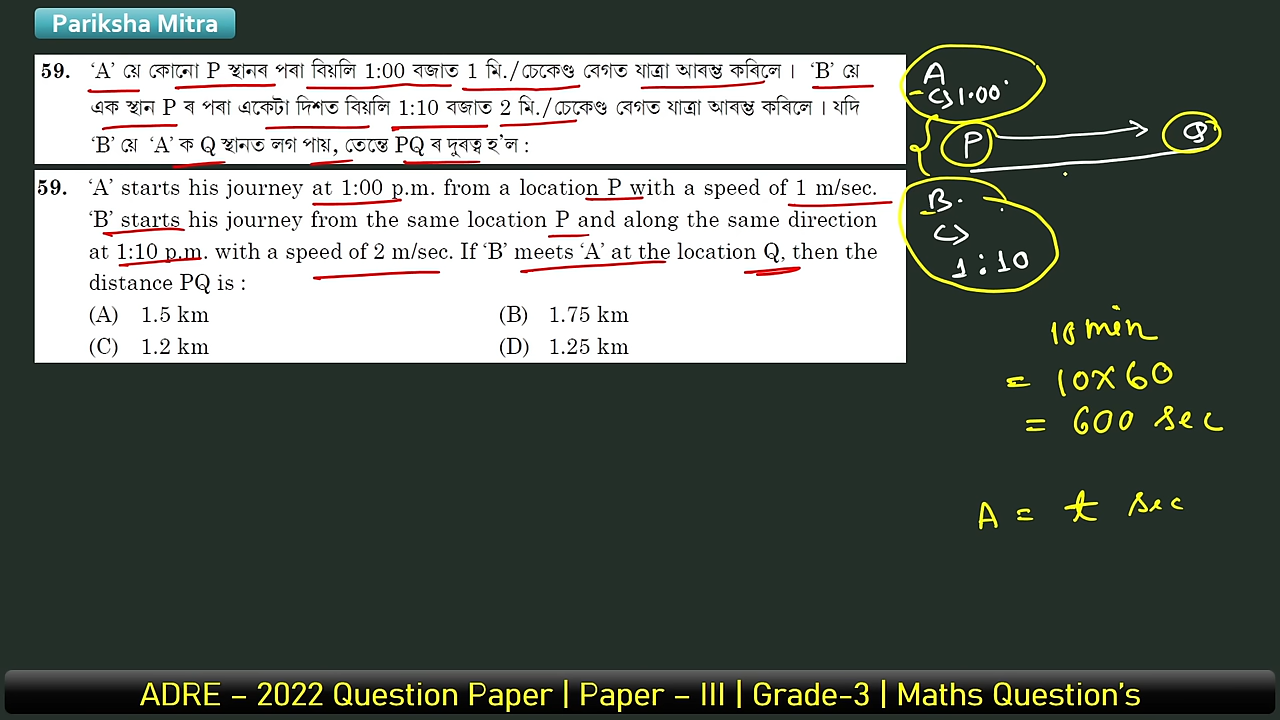 Pariksha Mitra
59. 'A' য়ে কোনো P স্থানৰ পৰা বিয়লি 1:00 বজাত 1 মি./চেকেণ্ড বেগত যাত্ৰা আৰম্ভ কৰিলে। 'B' য়ে
এক স্থান P ৰ পৰা একেটা দিশত বিয়লি 1:10 বজাত 2 মি./চেকেণ্ড বেগত যাত্ৰা আৰম্ভ কৰিলে। যদি
'B' য়ে 'A' ক Q স্থানত লগ পায়, তেন্তে PQ ৰ দুৰত্ব হ'ল :
59. 'A' starts his journey at 1:00 p.m. from a location P with a speed of 1 m/sec.
'B' starts his journey from the same location P and along the same direction
at 1:10 p.m. with a speed of 2 m/sec. If 'B' meets 'A' at the location Q, then the
distance PQ is :
(A) 1.5 km (B) 1.75 km
(C) 1.2 km (D) 1.25 km
A
1:00
P Q
B
1:10
10 min
= 10×60
= 600 sec
A = t sec
ADRE – 2022 Question Paper | Paper – III | Grade-3 | Maths Question's